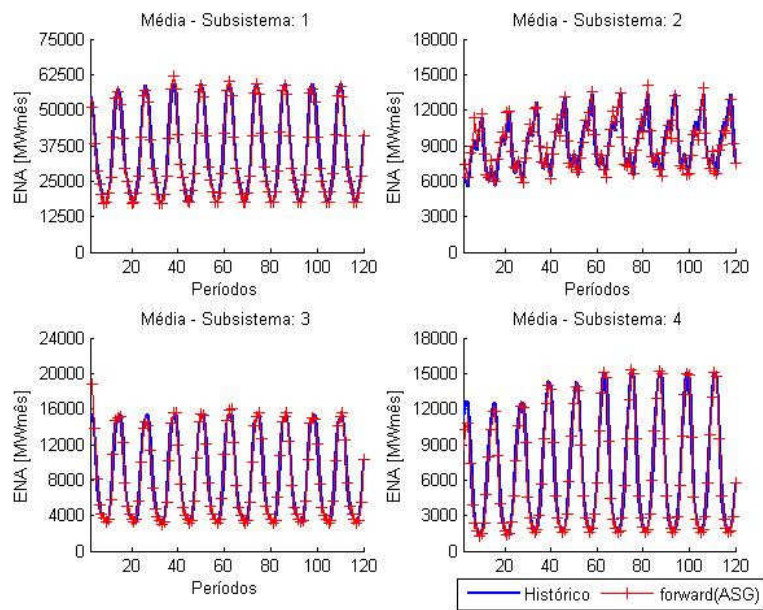 Média - Subsistema: 1
75000
62500
50000
37500
25000
12500
0
ENA [MWmês]
20 40 60 80 100 120
Períodos
Média - Subsistema: 2
18000
15000
12000
9000
6000
3000
0
ENA [MWmês]
20 40 60 80 100 120
Períodos
Média - Subsistema: 3
24000
20000
16000
12000
8000
4000
0
ENA [MWmês]
20 40 60 80 100 120
Períodos
Média - Subsistema: 4
18000
15000
12000
9000
6000
3000
0
ENA [MWmês]
20 40 60 80 100 120
Histórico forward(ASG)